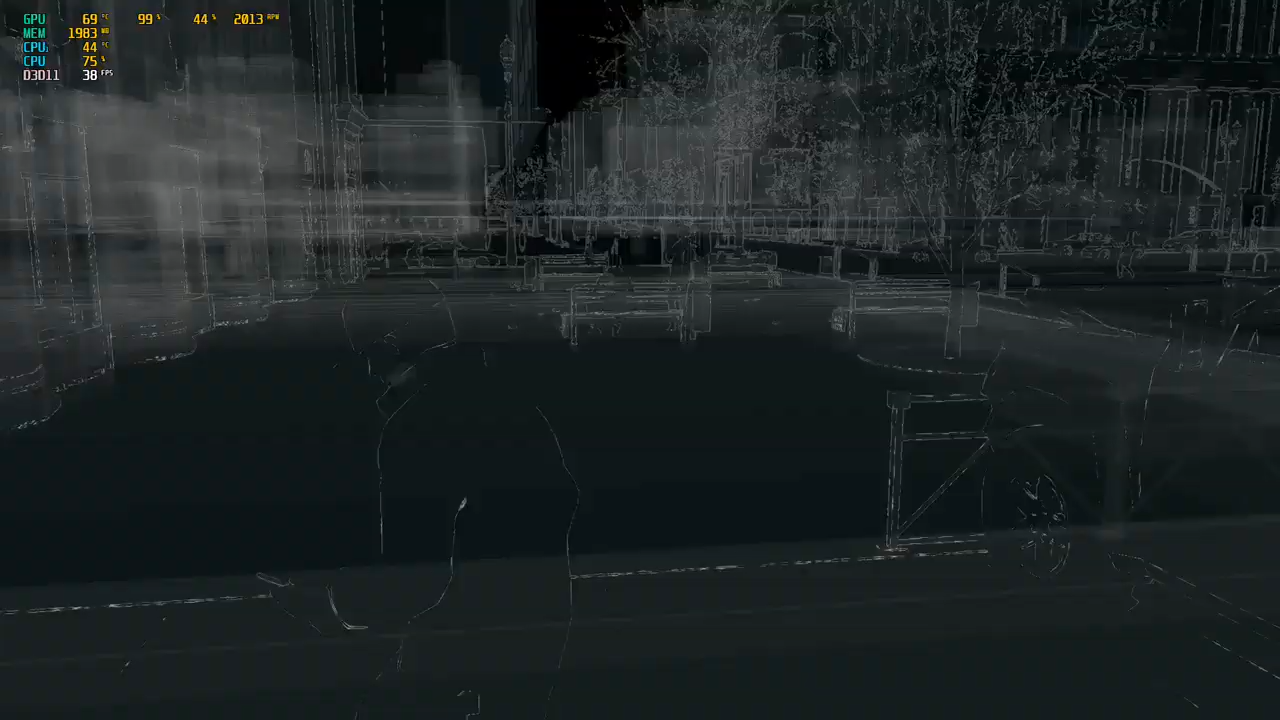 GPU 69 °C 99 % 44 % 2013 RPM
MEM 1983 MB
CPU 44 °C
CPU 75 %
D3D11 38 FPS